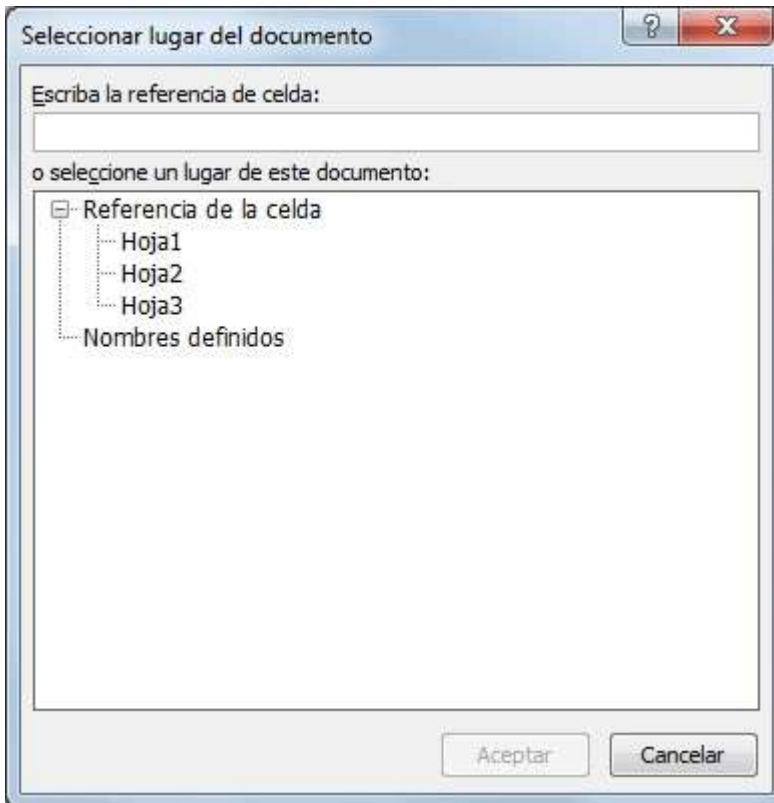 Seleccionar lugar del documento
?
Escriba la referencia de celda:
o seleccione un lugar de este documento:
Referencia de la celda
Hoja1
Hoja2
Hoja3
Nombres definidos
Aceptar Cancelar